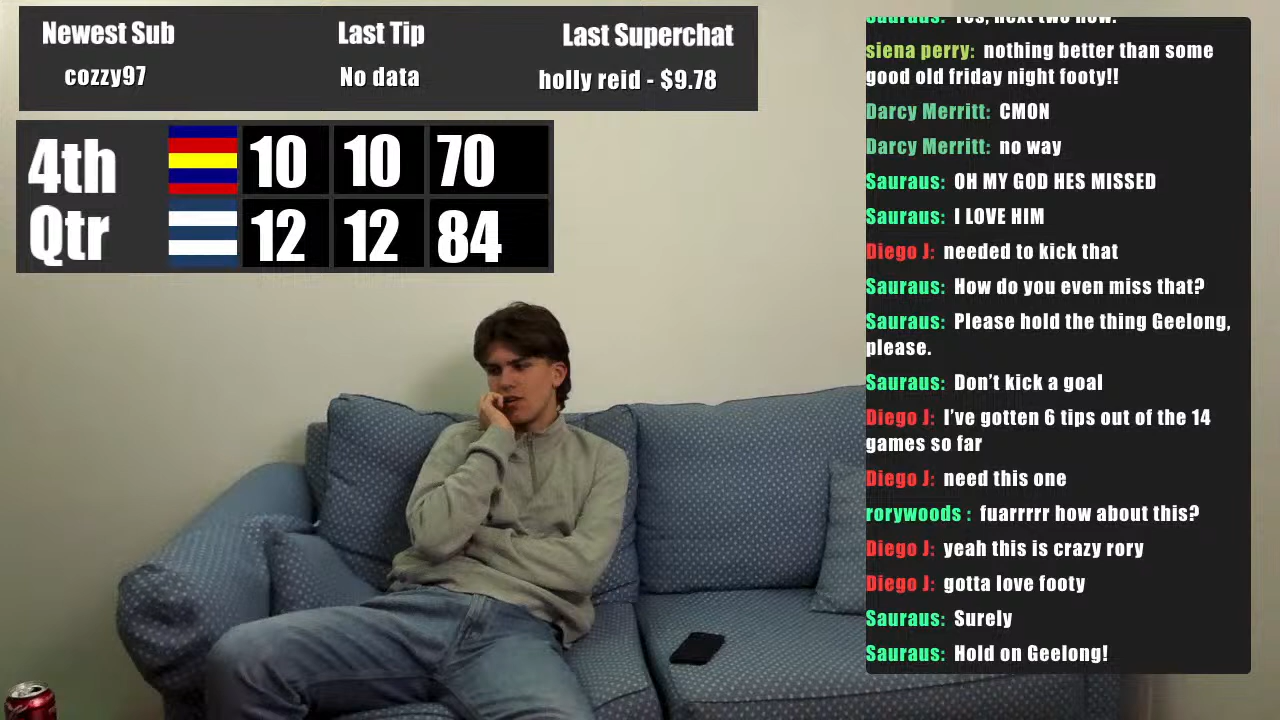 Newest Sub
Last Tip
Last Superchat
cozzy97
No data
holly reid - $9.78
4th
10 10 70
Qtr
12 12 84
Sauraus: Yes, next two now.
siena perry: nothing better than some
good old friday night footy!!
Darcy Merritt: CMON
Darcy Merritt: no way
Sauraus: OH MY GOD HES MISSED
Sauraus: I LOVE HIM
Diego J: needed to kick that
Sauraus: How do you even miss that?
Sauraus: Please hold the thing Geelong,
please.
Sauraus: Don't kick a goal
Diego J: I've gotten 6 tips out of the 14
games so far
Diego J: need this one
rorywoods : fuarrrrr how about this?
Diego J: yeah this is crazy rory
Diego J: gotta love footy
Sauraus: Surely
Sauraus: Hold on Geelong!